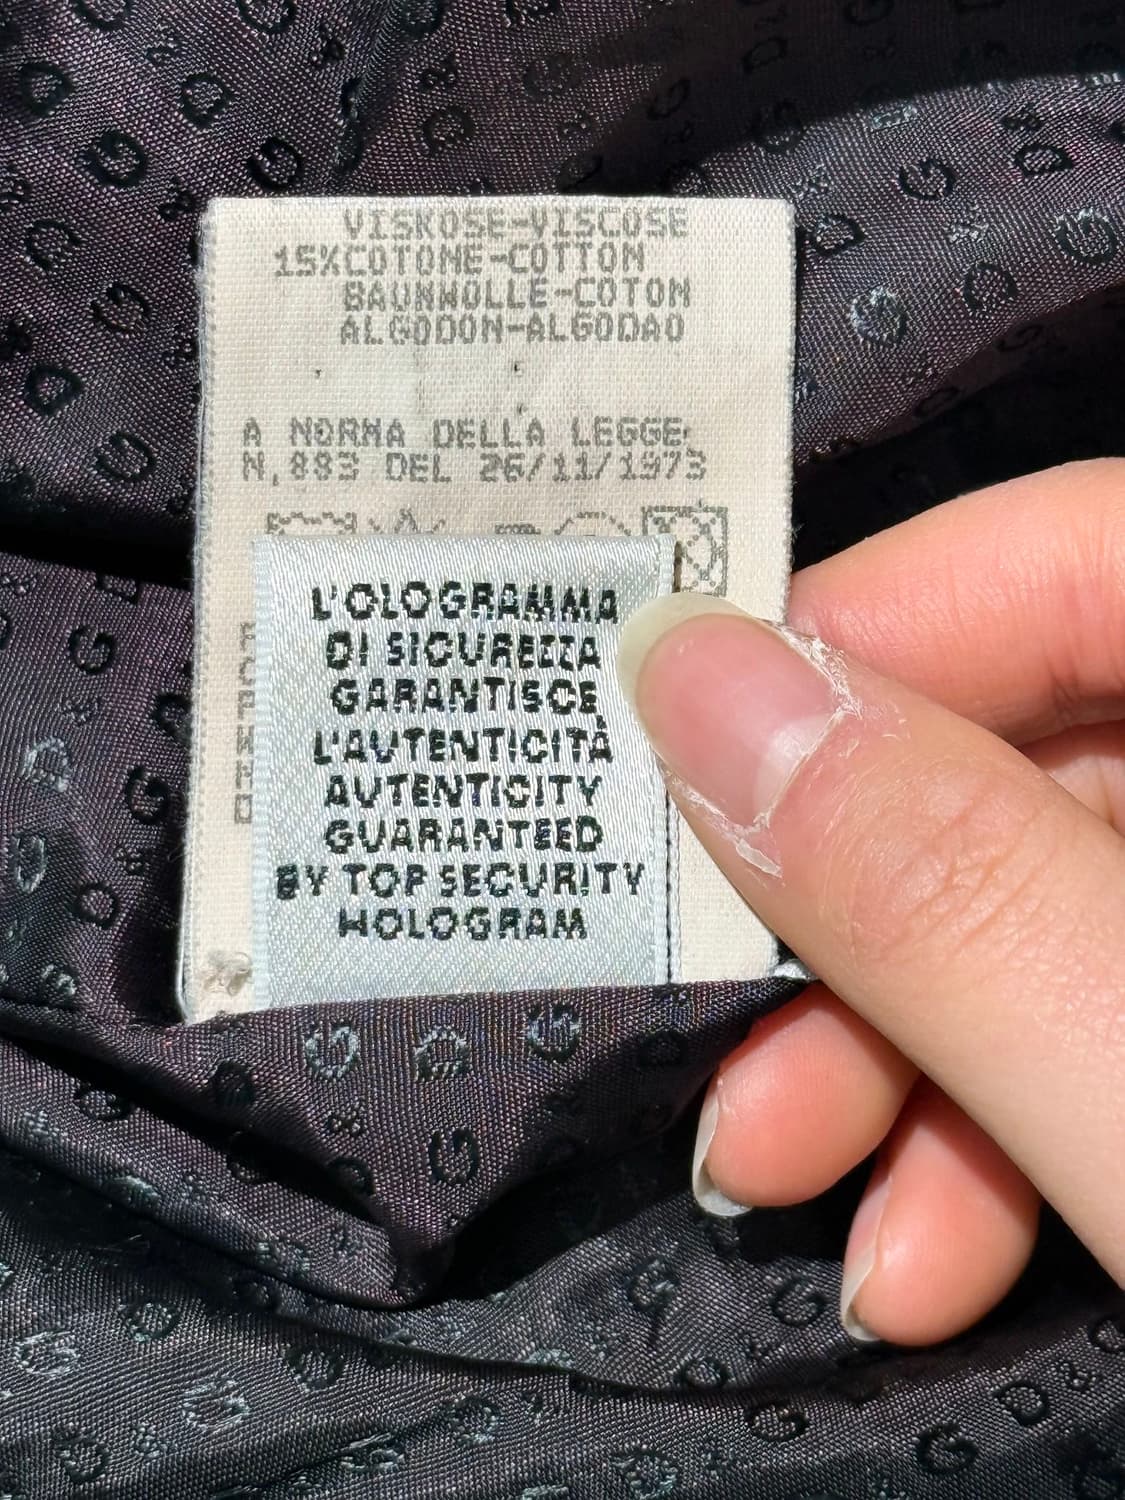 VISKOSE-VISCOSE
15%COTONE-COTTON
BAUNWOLLE-COTON
ALGODON-ALGODAO
A NORMA DELLA LEGGE:
N.883 DEL 26/11/1973
L'OLOGRAMMA
DI SICUREZZA
GARANTISCE
L'AUTENTICITÀ
AUTENTICITY
GUARANTEED
BY TOP SECURITY
HOLOGRAM
D&G